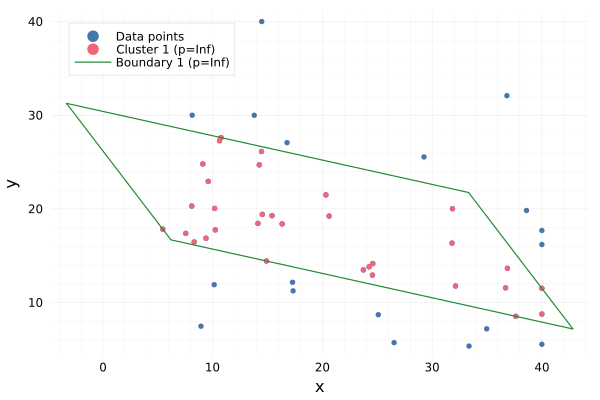 40
30
20
10
y
Data points
Cluster 1 (p=Inf)
Boundary 1 (p=Inf)
0 10 20 30 40
x